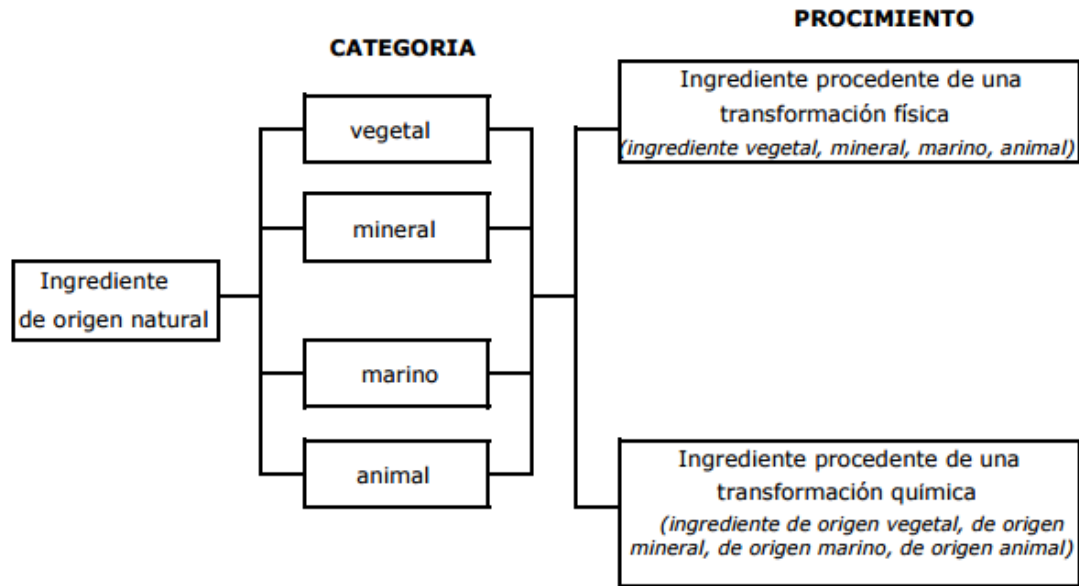 PROCIMIENTO
CATEGORIA
Ingrediente procedente de una
transformación física
(ingrediente vegetal, mineral, marino, animal)
vegetal
mineral
Ingrediente
de origen natural
marino
animal
Ingrediente procedente de una
transformación química
(ingrediente de origen vegetal, de origen
mineral, de origen marino, de origen animal)